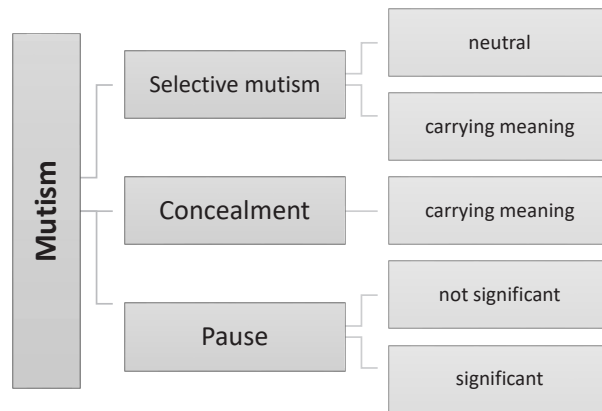 Mutism
Selective mutism
neutral
carrying meaning
Concealment
carrying meaning
Pause
not significant
significant